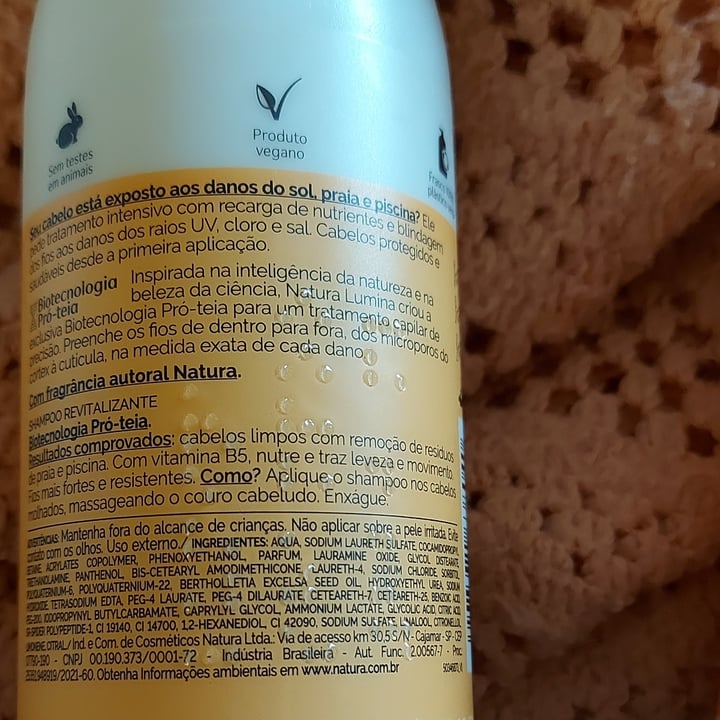 Sem testes
em animais
Produto
vegano
Frasco
plástico
Seu cabelo está exposto aos danos do sol, praia e piscina? Ele
pede tratamento intensivo com recarga de nutrientes e blindagem
dos fios aos danos dos raios UV, cloro e sal. Cabelos protegidos e
saudáveis desde a primeira aplicação.
Biotecnologia
Pró-teia
Inspirada na inteligência da natureza e na
beleza da ciência, Natura Lumina criou a
exclusiva Biotecnologia Pró-teia para um tratamento capilar de
precisão. Preenche os fios de dentro para fora, dos microporos do
córtex à cutícula, na medida exata de cada dano.
Com fragrância autoral Natura.
SHAMPOO REVITALIZANTE
Biotecnologia Pró-teia.
Resultados comprovados: cabelos limpos com remoção de resíduos
de praia e piscina. Com vitamina B5, nutre e traz leveza e movimento.
Fios mais fortes e resistentes. Como? Aplique o shampoo nos cabelos
molhados, massageando o couro cabeludo. Enxágue.
ADVERTÊNCIAS: Mantenha fora do alcance de crianças. Não aplicar sobre a pele irritada. Evite
contato com os olhos. Uso externo./ INGREDIENTES: AQUA, SODIUM LAURETH SULFATE, COCAMIDOPROPYL
BETAINE, ACRYLATES COPOLYMER, PHENOXYETHANOL, PARFUM, LAURAMINE OXIDE, GLYCOL DISTEARATE,
TRIETHANOLAMINE, PANTHENOL, BIS-CETEARYL AMODIMETHICONE, LAURETH-4, SODIUM CHLORIDE, SORBITOL,
POLYQUATERNIUM-6, POLYQUATERNIUM-22, BERTHOLLETIA EXCELSA SEED OIL, HYDROXYETHYL UREA, SODIUM
HYDROXIDE, TETRASODIUM EDTA, PEG-4 LAURATE, PEG-4 DILAURATE, CETEARETH-7, CETEARETH-25, BENZOIC ACID,
PEG-200, IODOPROPYNYL BUTYLCARBAMATE, CAPRYLYL GLYCOL, AMMONIUM LACTATE, GLYCOLIC ACID, CITRIC ACID,
SR-SPIDER POLYPEPTIDE-1, CI 19140, CI 14700, 1,2-HEXANEDIOL, CI 42090, SODIUM SULFATE, LINALOOL, CITRONELLOL,
LIMONENE, CITRAL./ Ind. e Com. de Cosméticos Natura Ltda.: Via de acesso km 30,5 S/N - Cajamar - SP - CEP
07790-190 - CNPJ 00.190.373/0001-72 - Indústria Brasileira - Aut. Func. 2.00567-7 - Proc.
25351.948919/2021-60. Obtenha Informações ambientais em www.natura.com.br